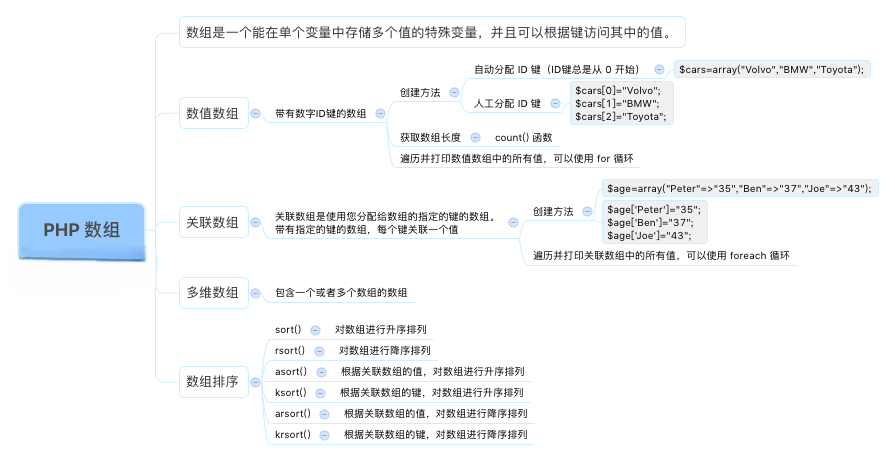 PHP 数组
数组是一个能在单个变量中存储多个值的特殊变量，并且可以根据键访问其中的值。
数值数组
带有数字ID键的数组
创建方法
自动分配 ID 键（ID键总是从 0 开始）
$cars=array("Volvo","BMW","Toyota");
人工分配 ID 键
$cars[0]="Volvo";
$cars[1]="BMW";
$cars[2]="Toyota";
获取数组长度
count() 函数
遍历并打印数值数组中的所有值，可以使用 for 循环
关联数组
关联数组是使用您分配给数组的指定的键的数组。
带有指定的键的数组，每个键关联一个值
创建方法
$age=array("Peter"=>"35","Ben"=>"37","Joe"=>"43");
$age['Peter']="35";
$age['Ben']="37";
$age['Joe']="43";
遍历并打印关联数组中的所有值，可以使用 foreach 循环
多维数组
包含一个或者多个数组的数组
数组排序
sort()
对数组进行升序排列
rsort()
对数组进行降序排列
asort()
根据关联数组的值，对数组进行升序排列
ksort()
根据关联数组的键，对数组进行升序排列
arsort()
根据关联数组的值，对数组进行降序排列
krsort()
根据关联数组的键，对数组进行降序排列